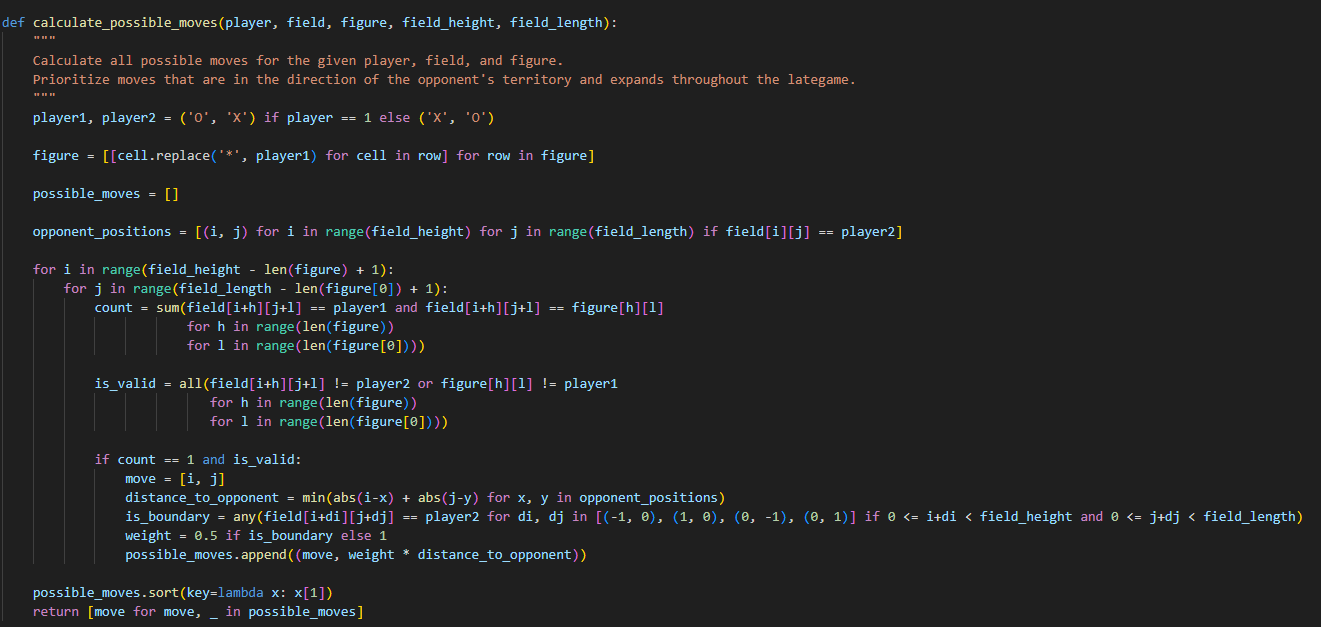 def calculate_possible_moves(player, field, figure, field_height, field_length):
    """
    Calculate all possible moves for the given player, field, and figure.
    Prioritize moves that are in the direction of the opponent's territory and expands throughout the lategame.
    """
    player1, player2 = ('O', 'X') if player == 1 else ('X', 'O')

    figure = [[cell.replace('*', player1) for cell in row] for row in figure]

    possible_moves = []

    opponent_positions = [(i, j) for i in range(field_height) for j in range(field_length) if field[i][j] == player2]

    for i in range(field_height - len(figure) + 1):
        for j in range(field_length - len(figure[0]) + 1):
            count = sum(field[i+h][j+l] == player1 and field[i+h][j+l] == figure[h][l]
                        for h in range(len(figure))
                        for l in range(len(figure[0])))

            is_valid = all(field[i+h][j+l] != player2 or figure[h][l] != player1
                           for h in range(len(figure))
                           for l in range(len(figure[0])))

            if count == 1 and is_valid:
                move = [i, j]
                distance_to_opponent = min(abs(i-x) + abs(j-y) for x, y in opponent_positions)
                is_boundary = any(field[i+di][j+dj] == player2 for di, dj in [(-1, 0), (1, 0), (0, -1), (0, 1)] if 0 <= i+di < field_height and 0 <= j+dj < field_length)
                weight = 0.5 if is_boundary else 1
                possible_moves.append((move, weight * distance_to_opponent))

    possible_moves.sort(key=lambda x: x[1])
    return [move for move, _ in possible_moves]